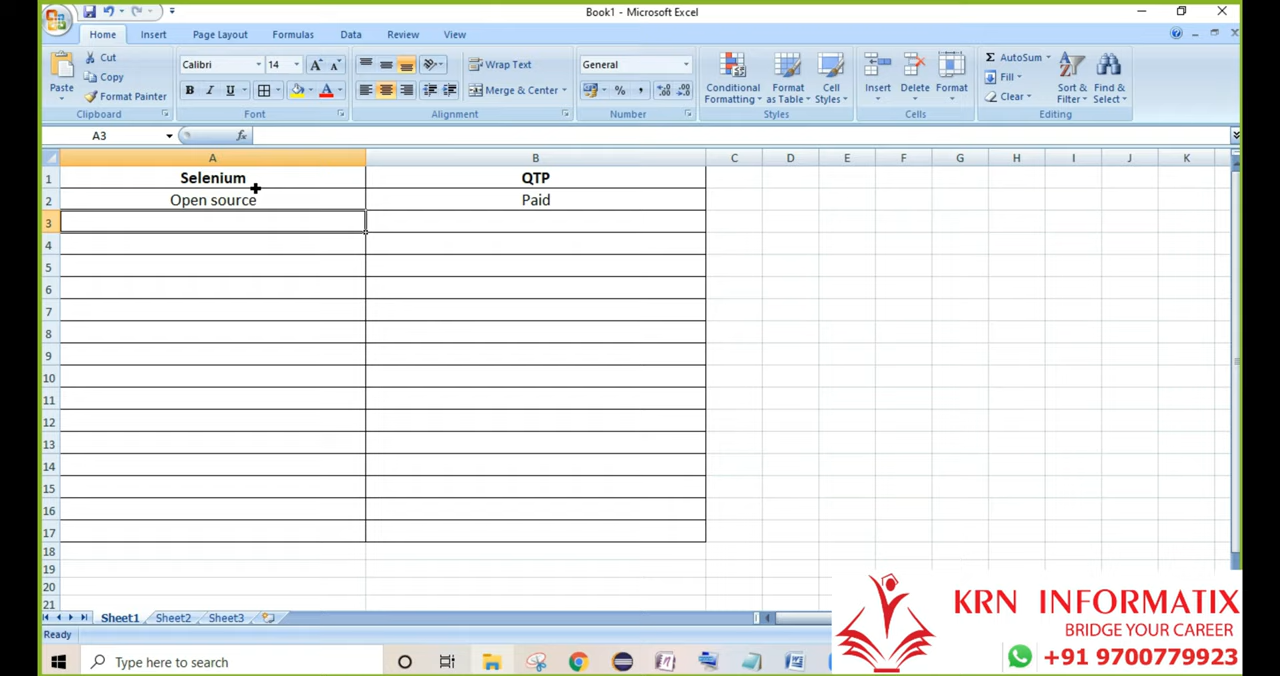 Book1 - Microsoft Excel
Home Insert Page Layout Formulas Data Review View
Paste
Cut
Copy
Format Painter
Clipboard
Calibri 14
B I U
Font
Wrap Text
Merge & Center
Alignment
General
Number
Conditional Formatting
Format as Table
Cell Styles
Styles
Insert Delete Format
Cells
AutoSum
Fill
Clear
Sort & Filter
Find & Select
Editing
A3 fx
A B C D E F G H I J K
1 Selenium QTP
2 Open source Paid
3
4
5
6
7
8
9
10
11
12
13
14
15
16
17
18
19
20
21
Sheet1 Sheet2 Sheet3
Ready
Type here to search
KRN INFORMATIX
BRIDGE YOUR CAREER
+91 9700779923